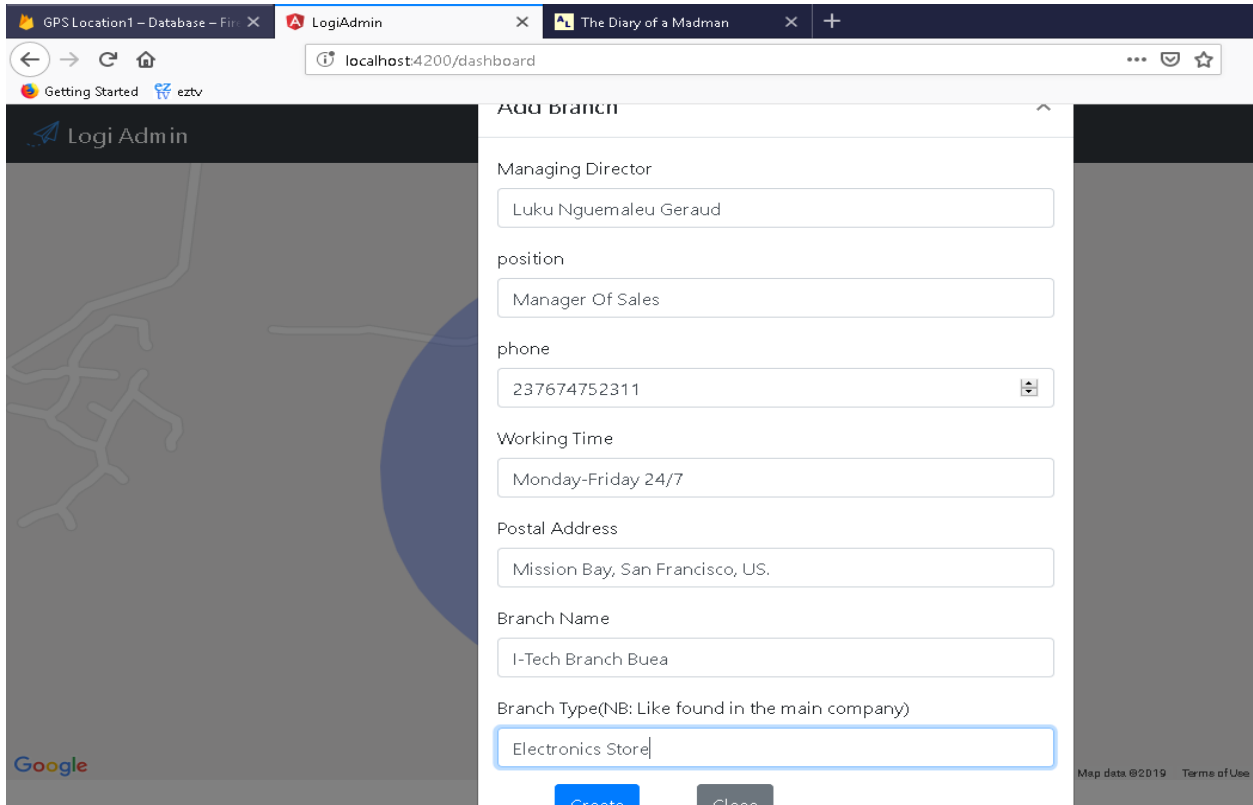 GPS Location1 – Database – Fire
LogiAdmin
The Diary of a Madman
localhost:4200/dashboard
Getting Started
eztv
Add Branch
Logi Admin
Managing Director
Luku Nguemaleu Geraud
position
Manager Of Sales
phone
237674752311
Working Time
Monday-Friday 24/7
Postal Address
Mission Bay, San Francisco, US.
Branch Name
I-Tech Branch Buea
Branch Type(NB: Like found in the main company)
Electronics Store
Google
Map data ©2019 Terms of Use
Create Close